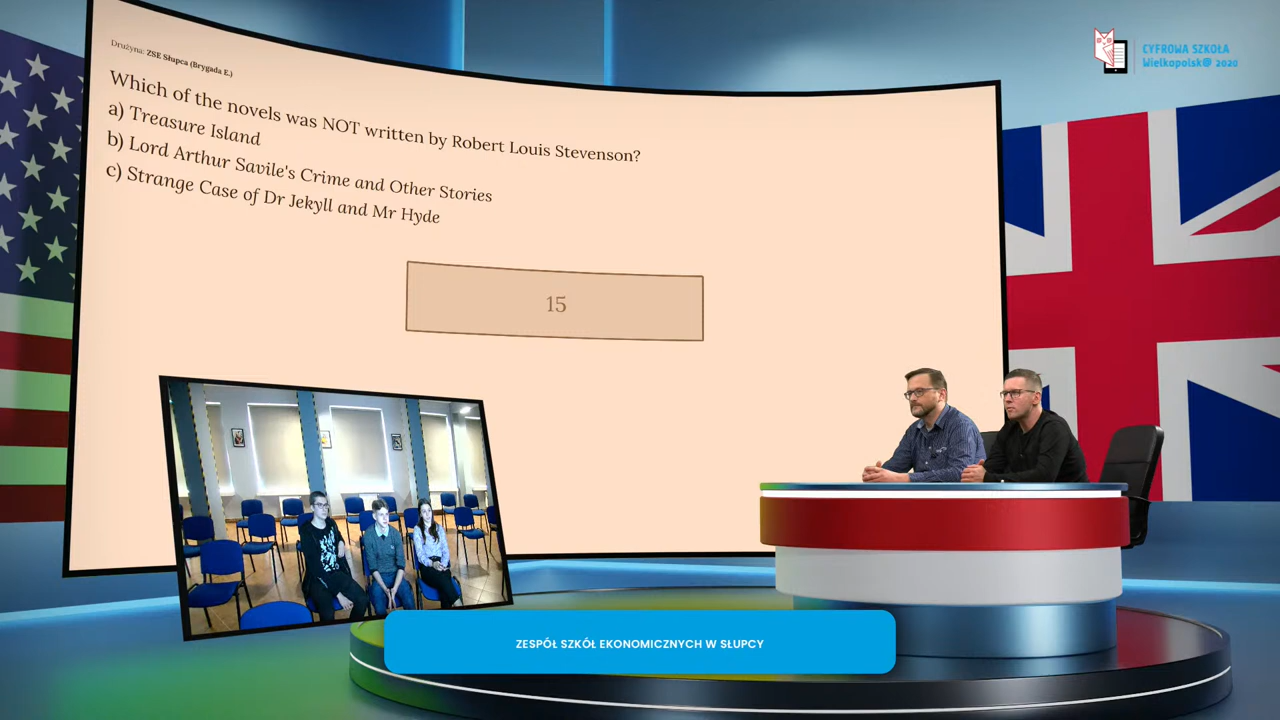 Drużyna: ZSE Słupca (Brygada E.)
Which of the novels was NOT written by Robert Louis Stevenson?
a) Treasure Island
b) Lord Arthur Savile's Crime and Other Stories
c) Strange Case of Dr Jekyll and Mr Hyde
15
CYFROWA SZKOŁA
Wielkopolsk@ 2020
ZESPÓŁ SZKÓŁ EKONOMICZNYCH W SŁUPCY